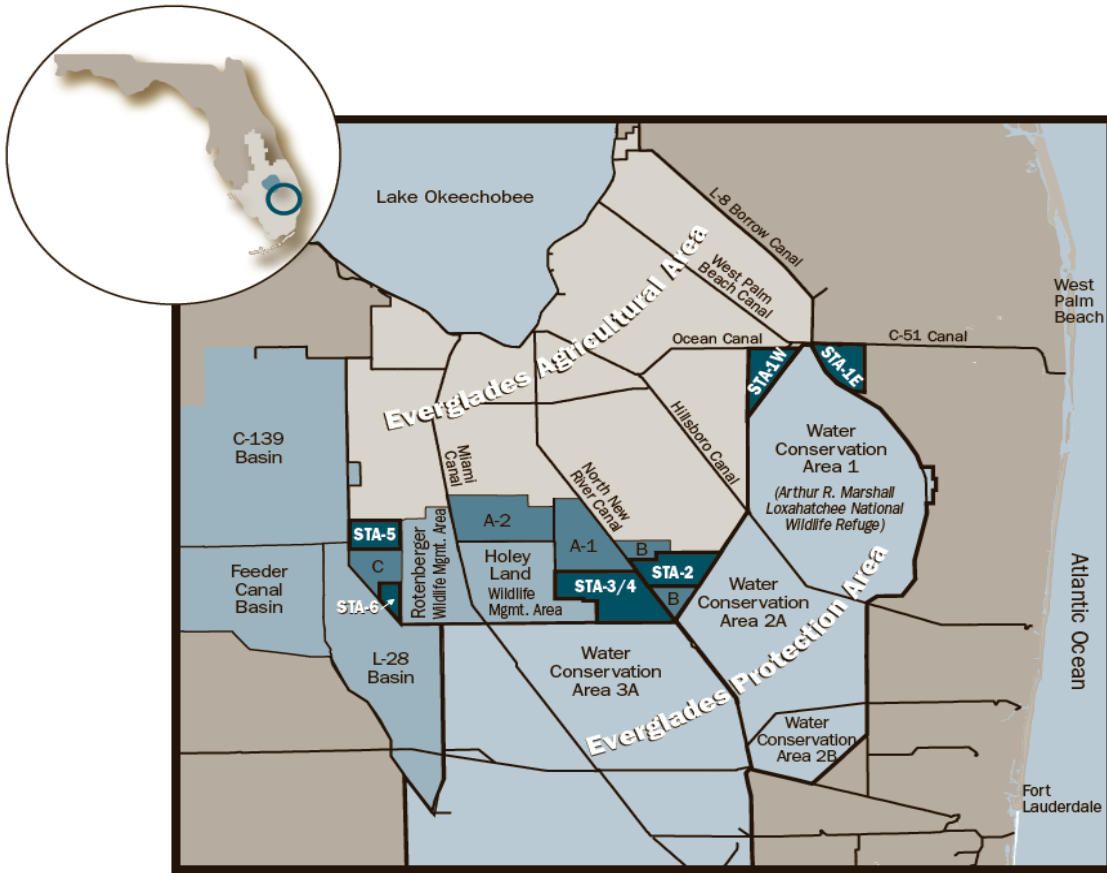 Lake Okeechobee
L-8 Borrow Canal
Everglades Agricultural Area
West Palm
Beach Canal
West
Palm
Beach
Ocean Canal
C-51 Canal
STA-1W
STA-1E
C-139
Basin
Miami
Canal
Hillsboro Canal
North New
River Canal
Water
Conservation
Area 1
(Arthur R. Marshall
Loxahatchee National
Wildlife Refuge)
A-2
A-1
B
STA-5
C
STA-6
Rotenberger
Wildlife Mgmt. Area
Holey
Land
Wildlife
Mgmt. Area
STA-3/4
STA-2
B
Feeder
Canal
Basin
Water
Conservation
Area 2A
Atlantic Ocean
L-28
Basin
Water
Conservation
Area 3A
Everglades Protection Area
Water
Conservation
Area 2B
Fort
Lauderdale